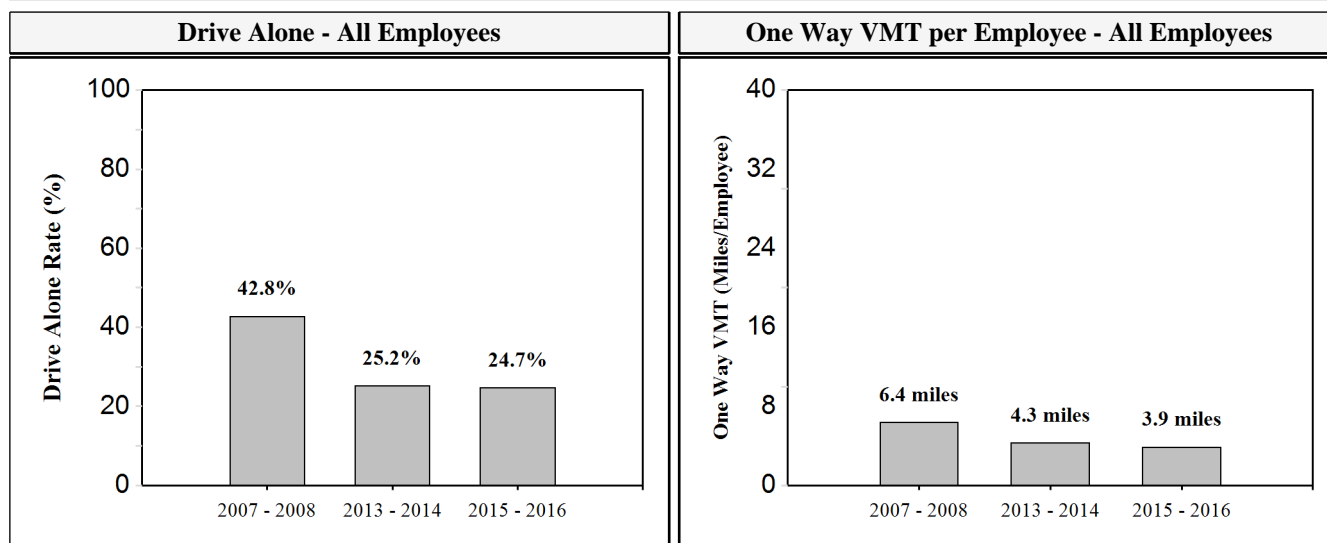 Drive Alone - All Employees
Drive Alone Rate (%)
100
80
60
40
20
0
42.8%
25.2%
24.7%
2007 - 2008
2013 - 2014
2015 - 2016
One Way VMT per Employee - All Employees
One Way VMT (Miles/Employee)
40
32
24
16
8
0
6.4 miles
4.3 miles
3.9 miles
2007 - 2008
2013 - 2014
2015 - 2016